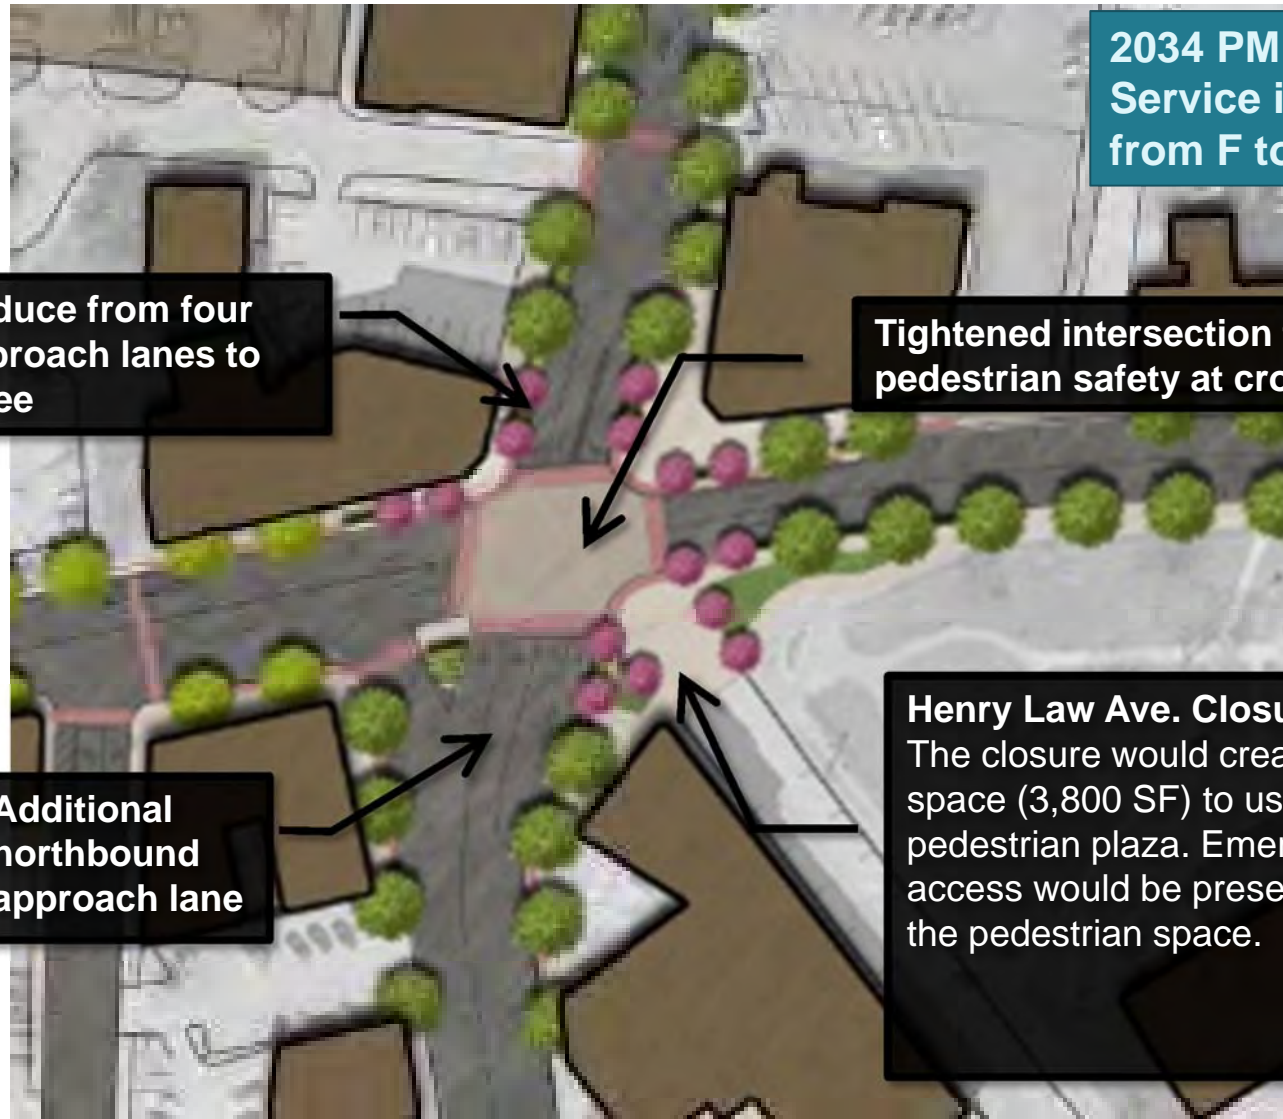 2034 PM
Service i
from F to
duce from four
proach lanes to
ee
Tightened intersection
pedestrian safety at cro
Henry Law Ave. Closu
The closure would crea
space (3,800 SF) to us
pedestrian plaza. Emer
access would be prese
the pedestrian space.
Additional
northbound
approach lane